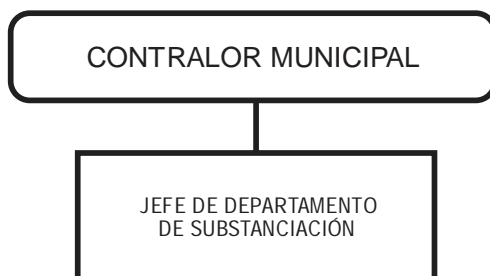 CONTRALOR MUNICIPAL
JEFE DE DEPARTAMENTO
DE SUBSTANCIACIÓN